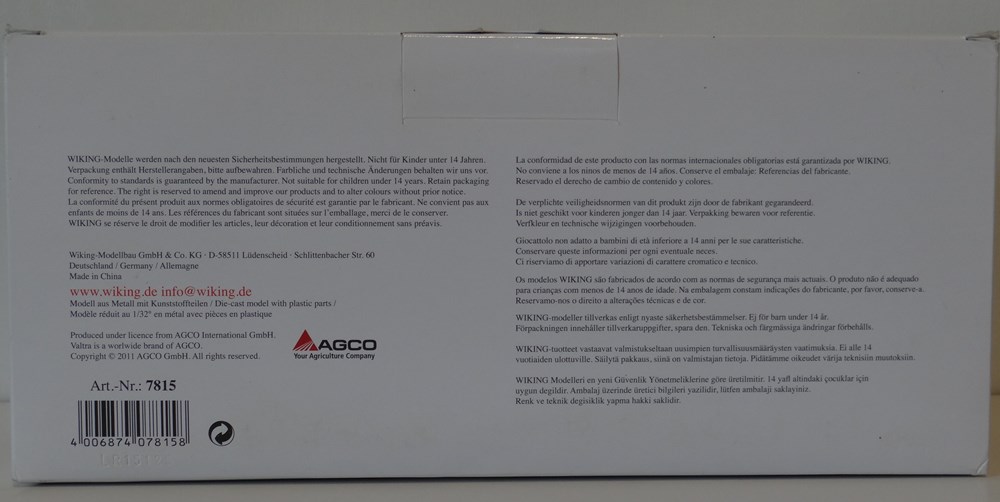 WIKING-Modelle werden nach den neuesten Sicherheitsbestimmungen hergestellt. Nicht für Kinder unter 14 Jahren.
Verpackung enthält Herstellerangaben, bitte aufbewahren. Farbliche und technische Änderungen behalten wir uns vor.
Conformity to standards is guaranteed by the manufacturer. Not suitable for children under 14 years. Retain packaging
for reference. The right is reserved to amend and improve our products and to alter colours without prior notice.
La conformité du présent produit aux normes obligatoires de sécurité est garantie par le fabricant. Ne convient pas aux
enfants de moins de 14 ans. Les références du fabricant sont situées sur l'emballage, merci de le conserver.
WIKING se réserve le droit de modifier les articles, leur décoration et leur conditionnement sans préavis.
Wiking-Modellbau GmbH & Co. KG · D-58511 Lüdenscheid · Schlittenbacher Str. 60
Deutschland / Germany / Allemagne
Made in China
www.wiking.de info@wiking.de
Modell aus Metall mit Kunststoffteilen / Die-cast model with plastic parts /
Modèle réduit au 1/32° en métal avec pièces en plastique
Produced under licence from AGCO International GmbH.
Valtra is a worlwide brand of AGCO.
Copyright © 2011 AGCO GmbH. All rights reserved.
AGCO
Your Agriculture Company
Art.-Nr.: 7815
4 006874 078158
La conformidad de este producto con las normas internacionales obligatorias está garantizada por WIKING.
No conviene a los ninos de menos de 14 años. Conserve el embalaje: Referencias del fabricante.
Reservado el derecho de cambio de contenido y colores.
De verplichte veiligheidsnormen van dit produkt zijn door de fabrikant gegarandeerd.
Is niet geschikt voor kinderen jonger dan 14 jaar. Verpakking bewaren voor referentie.
Verfkleur en technische wijzigingen voorbehouden.
Giocattolo non adatto a bambini di età inferiore a 14 anni per le sue caratteristiche.
Conservare queste informazioni per ogni eventuale neces.
Ci riserviamo di apportare variazioni di carattere cromatico e tecnico.
Os modelos WIKING são fabricados de acordo com as normas de segurança mais actuais. O produto não é adequado
para crianças com menos de 14 anos de idade. Na embalagem constam indicações do fabricante, por favor, conserve-a.
Reservamo-nos o direito a alterações técnicas e de cor.
WIKING-modeller tillverkas enligt nyaste säkerhetsbestämmelser. Ej för barn under 14 år.
Förpackningen innehåller tillverkaruppgifter, spara den. Tekniska och färgmässiga ändringar förbehålls.
WIKING-tuotteet vastaavat valmistukseltaan uusimpien turvallisuusmääräysten vaatimuksia. Ei alle 14
vuotiaiden ulottuville. Säilytä pakkaus, siinä on valmistajan tietoja. Pidätämme oikeudet värija teknisiin muutoksiin.
WIKING Modelleri en yeni Güvenlik Yönetmeliklerine göre üretilmitir. 14 yaft altindaki çocuklar için
uygun degildir. Ambalaj üzerinde üretici bilgileri yazilidir, lütfen ambalaji saklayiniz.
Renk ve teknik degisiklik yapma hakki saklidir.